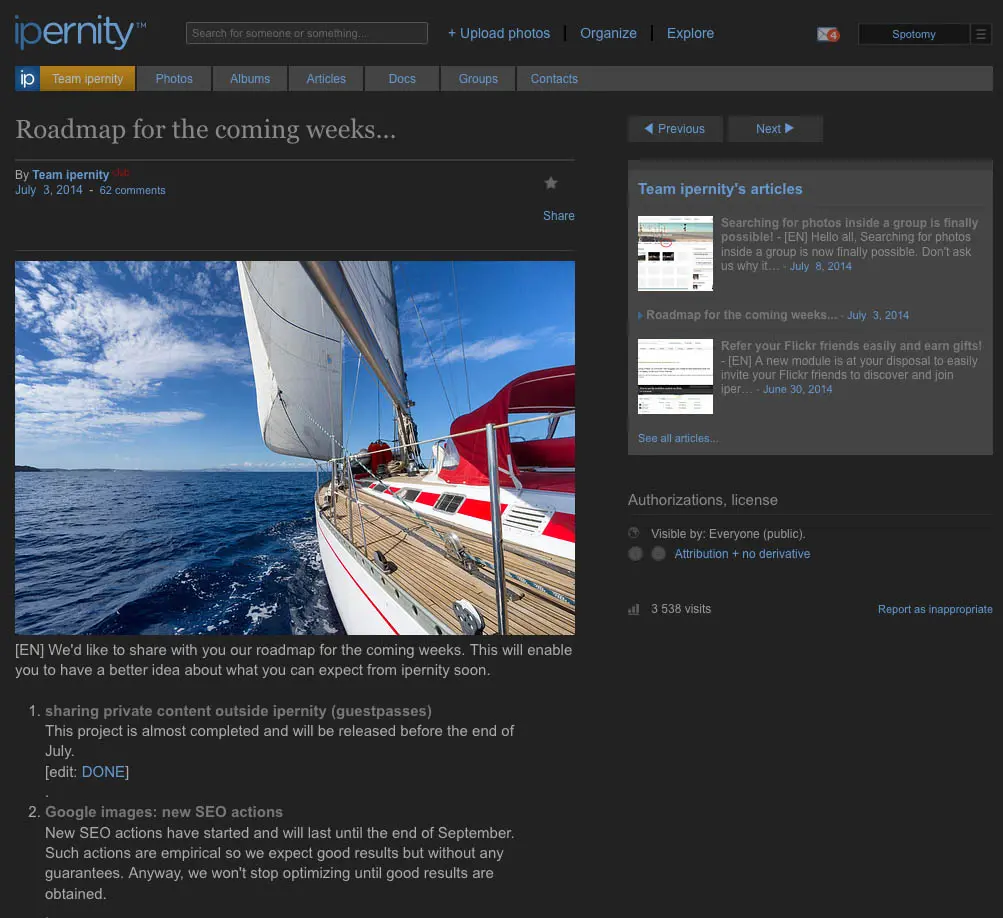 ipernity™
Search for someone or something...
+ Upload photos
Organize
Explore
4
Spotomy
ip
Team ipernity
Photos
Albums
Articles
Docs
Groups
Contacts
Roadmap for the coming weeks...
By Team ipernity club
July 3, 2014 - 62 comments
Share
[EN] We'd like to share with you our roadmap for the coming weeks. This will enable
you to have a better idea about what you can expect from ipernity soon.
1. sharing private content outside ipernity (guestpasses)
This project is almost completed and will be released before the end of
July.
[edit: DONE]
.
2. Google images: new SEO actions
New SEO actions have started and will last until the end of September.
Such actions are empirical so we expect good results but without any
guarantees. Anyway, we won't stop optimizing until good results are
obtained.
.
Previous
Next
Team ipernity's articles
Searching for photos inside a group is finally
possible! - [EN] Hello all, Searching for photos
inside a group is now finally possible. Don't ask
us why it… - July 8, 2014
Roadmap for the coming weeks... - July 3, 2014
Refer your Flickr friends easily and earn gifts!
- [EN] A new module is at your disposal to easily
invite your Flickr friends to discover and join
iper… - June 30, 2014
See all articles...
Authorizations, license
Visible by: Everyone (public).
Attribution + no derivative
3 538 visits
Report as inappropriate